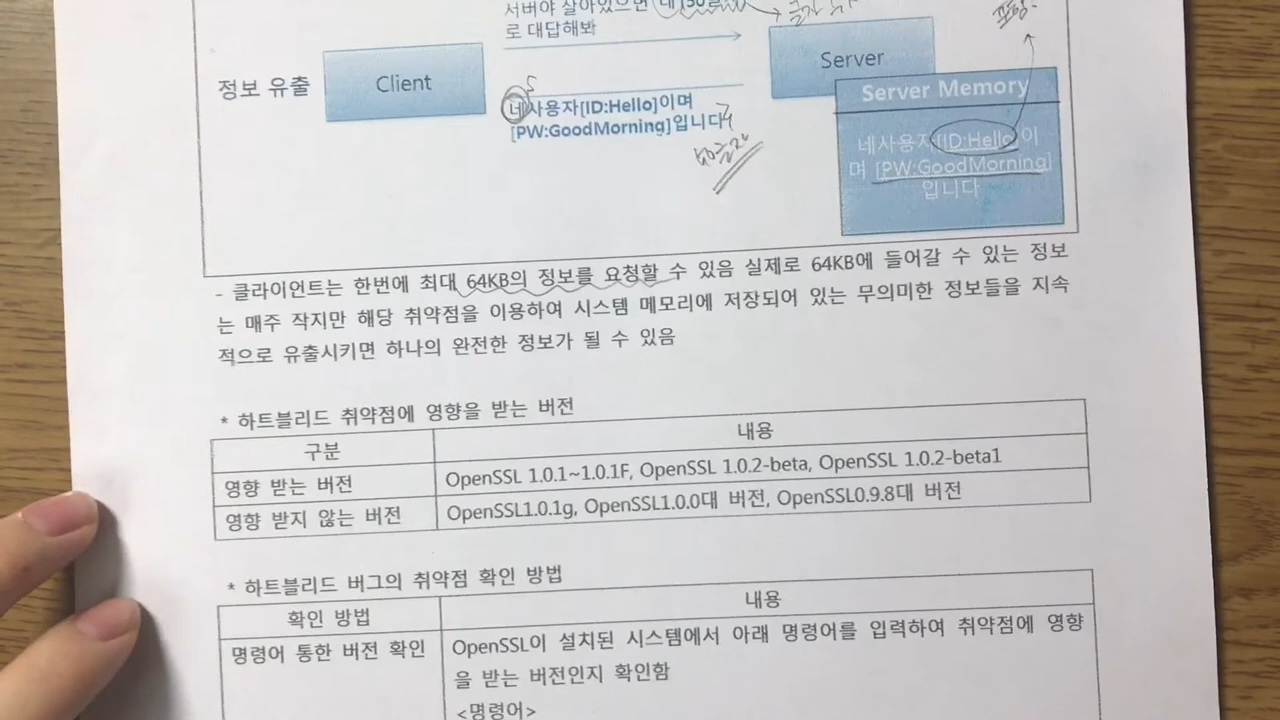 서버야 살아있으면 네
로 대답해봐
정보 유출
Client
Server
네사용자[ID:Hello]이며
[PW:GoodMorning]입니다
50글자
Server Memory
네사용자[ID:Hello]이
며 [PW:GoodMorning]
입니다
- 클라이언트는 한번에 최대 64KB의 정보를 요청할 수 있음 실제로 64KB에 들어갈 수 있는 정보
는 매주 작지만 해당 취약점을 이용하여 시스템 메모리에 저장되어 있는 무의미한 정보들을 지속
적으로 유출시키면 하나의 완전한 정보가 될 수 있음
* 하트블리드 취약점에 영향을 받는 버전
구분 내용
영향 받는 버전 OpenSSL 1.0.1~1.0.1F, OpenSSL 1.0.2-beta, OpenSSL 1.0.2-beta1
영향 받지 않는 버전 OpenSSL1.0.1g, OpenSSL1.0.0대 버전, OpenSSL0.9.8대 버전
* 하트블리드 버그의 취약점 확인 방법
확인 방법 내용
명령어 통한 버전 확인 OpenSSL이 설치된 시스템에서 아래 명령어를 입력하여 취약점에 영향
을 받는 버전인지 확인함
<명령어>